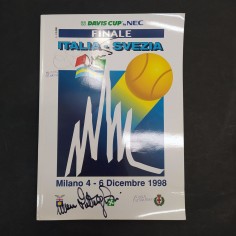 DAVIS CUP by NEC
FINALE
ITALIA - SVEZIA
Milano 4 - 6 Dicembre 1998